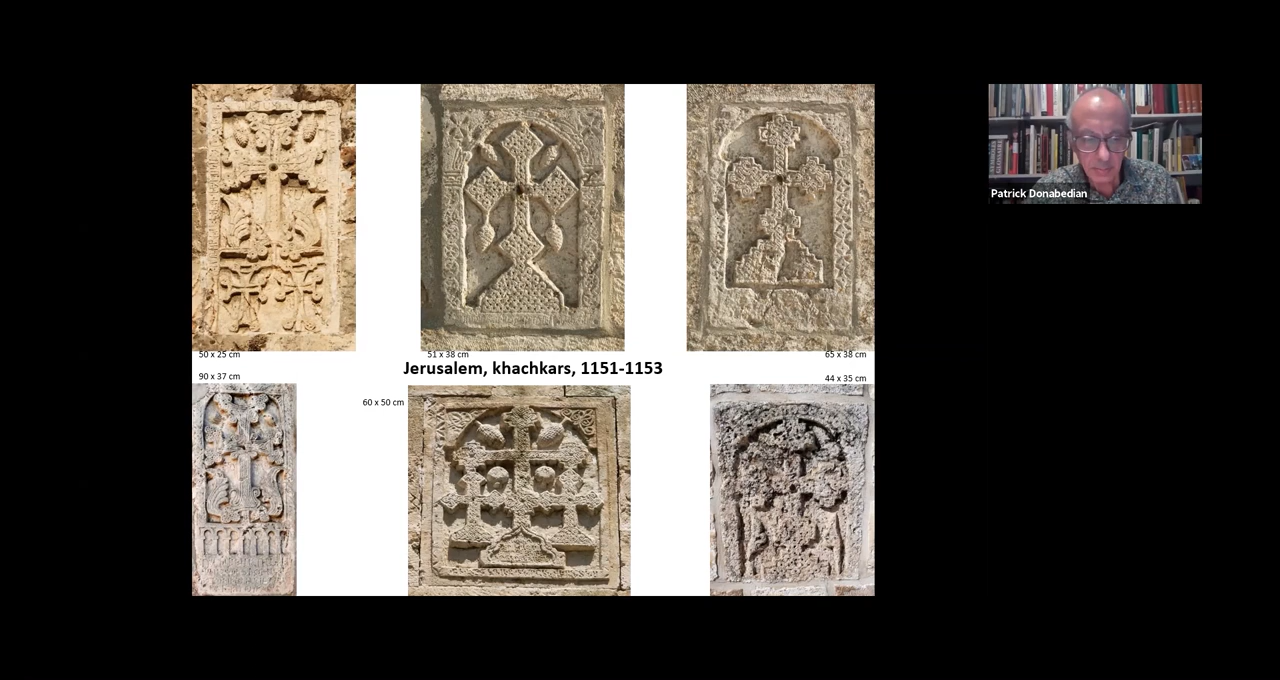 50 x 25 cm
51 x 38 cm
65 x 38 cm
Jerusalem, khachkars, 1151-1153
90 x 37 cm
44 x 35 cm
60 x 50 cm
Patrick Donabedian